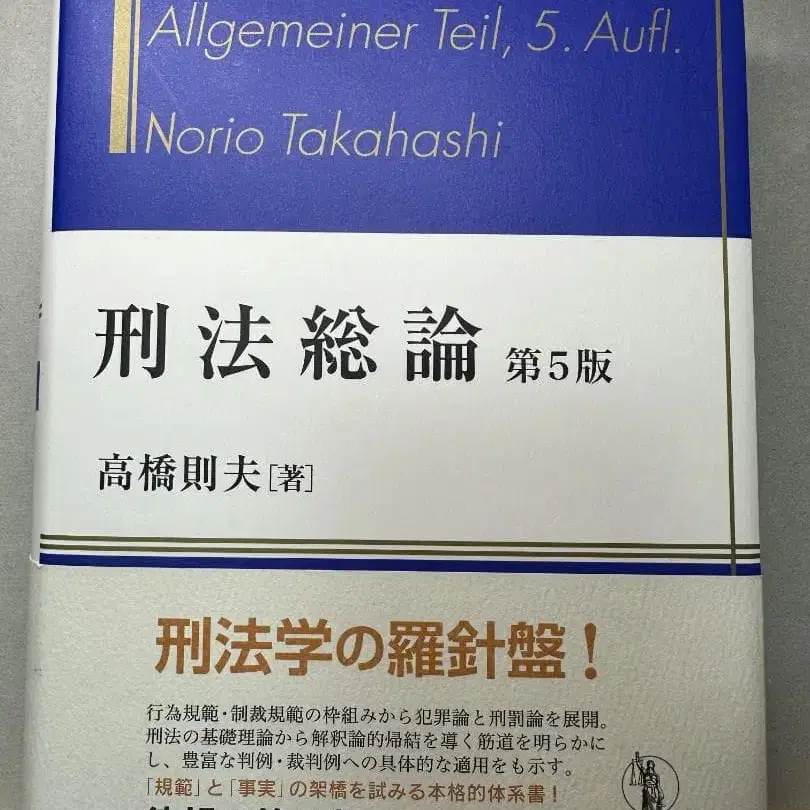 Allgemeiner Teil, 5. Aufl.
Norio Takahashi
刑法総論 第5版
高橋則夫[著]
刑法学の羅針盤!
行為規範・制裁規範の枠組みから犯罪論と刑罰論を展開。
刑法の基礎理論から解釈論的帰結を導く筋道を明らかに
し、豊富な判例・裁判例への具体的な適用をも示す。
「規範」と「事実」の架橋を試みる本格的体系書!